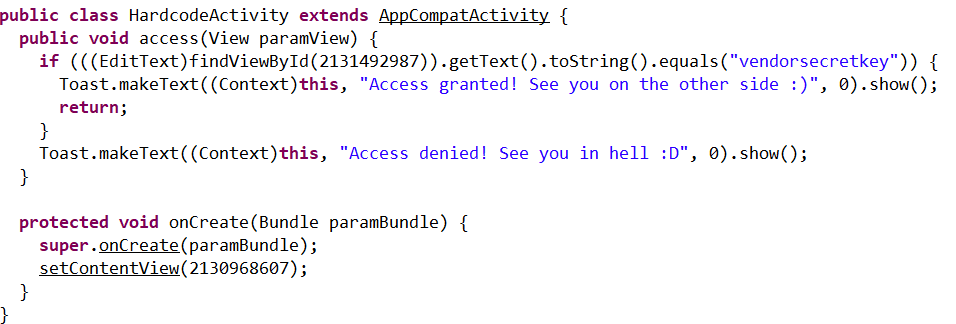 public class HardcodeActivity extends AppCompatActivity {
  public void access(View paramView) {
    if (((EditText)findViewById(2131492987)).getText().toString().equals("vendorsecretkey")) {
      Toast.makeText((Context)this, "Access granted! See you on the other side :)", 0).show();
      return;
    }
    Toast.makeText((Context)this, "Access denied! See you in hell :D", 0).show();
  }

  protected void onCreate(Bundle paramBundle) {
    super.onCreate(paramBundle);
    setContentView(2130968607);
  }
}